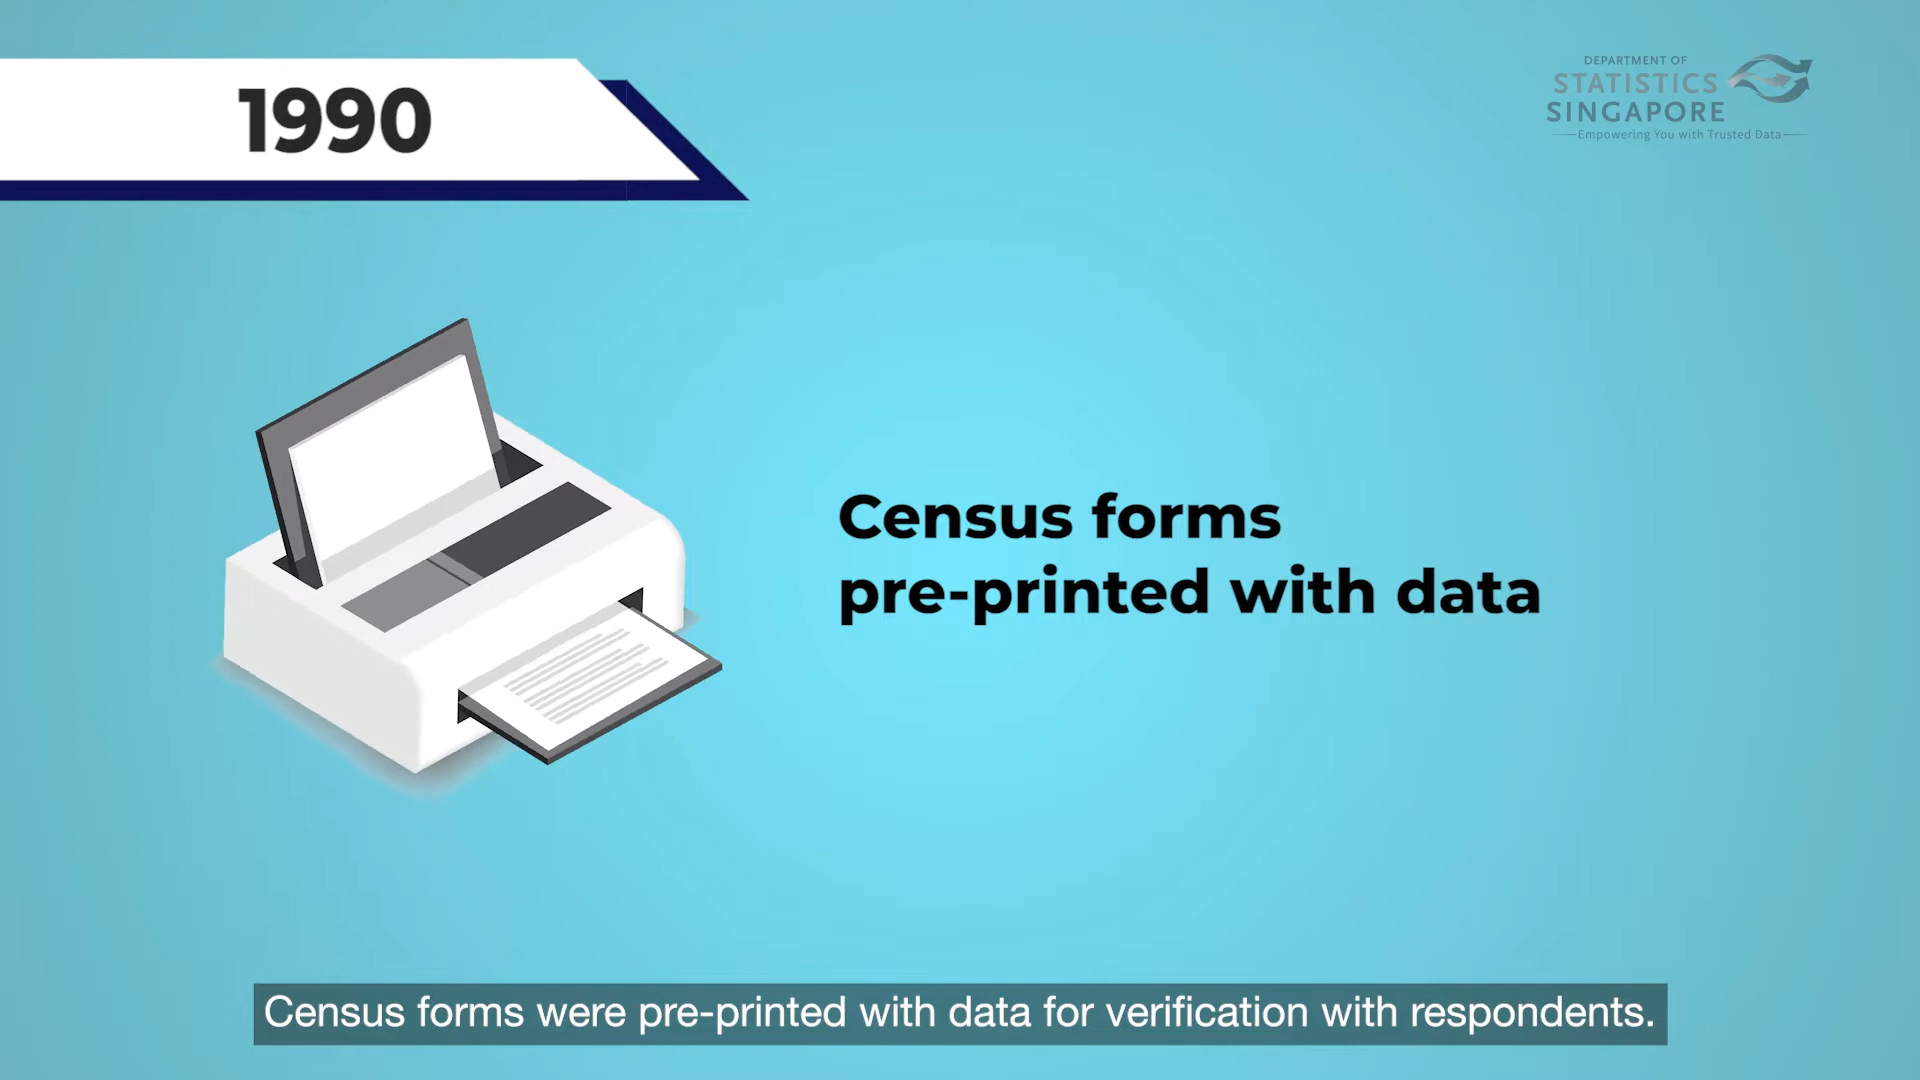 1990
DEPARTMENT OF
STATISTICS
SINGAPORE
Empowering You with Trusted Data
Census forms
pre-printed with data
Census forms were pre-printed with data for verification with respondents.